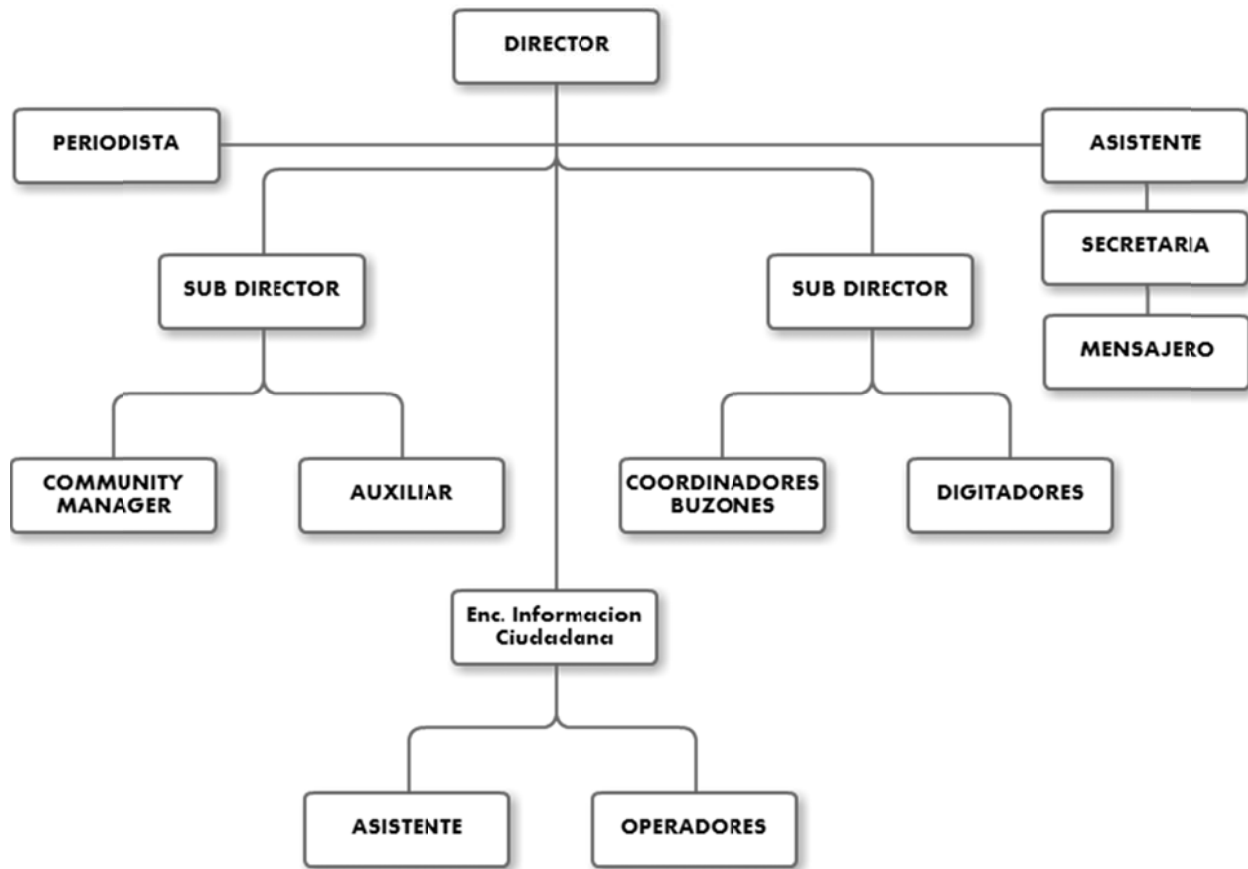 DIRECTOR
PERIODISTA
ASISTENTE
SECRETARIA
MENSAJERO
SUB DIRECTOR
SUB DIRECTOR
COMMUNITY
MANAGER
AUXILIAR
COORDINADORES
BUZONES
DIGITADORES
Enc. Informacion
Ciudadana
ASISTENTE
OPERADORES